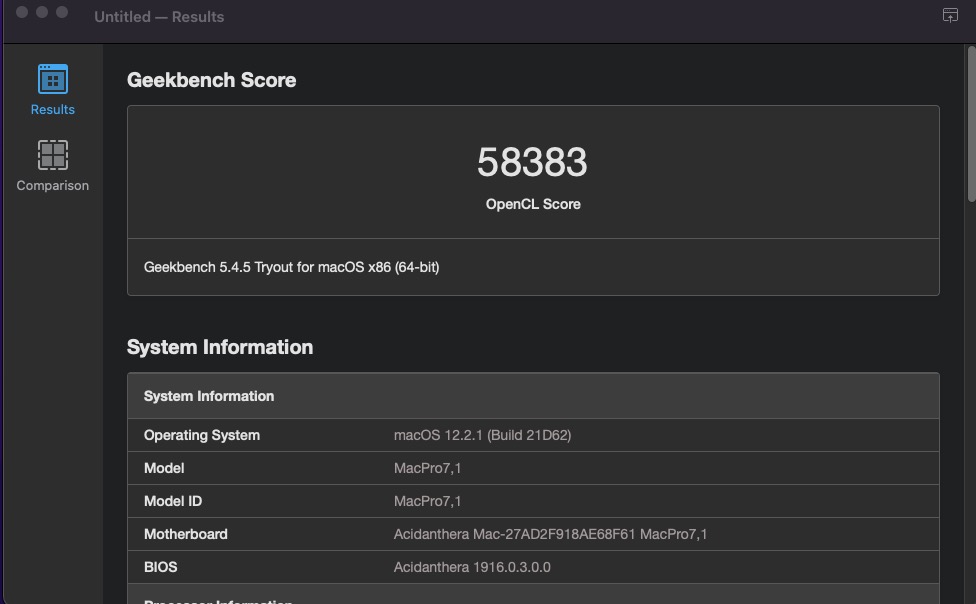 Untitled — Results
Results
Comparison
Geekbench Score
58383
OpenCL Score
Geekbench 5.4.5 Tryout for macOS x86 (64-bit)
System Information
System Information
Operating System macOS 12.2.1 (Build 21D62)
Model MacPro7,1
Model ID MacPro7,1
Motherboard Acidanthera Mac-27AD2F918AE68F61 MacPro7,1
BIOS Acidanthera 1916.0.3.0.0
Processor Information